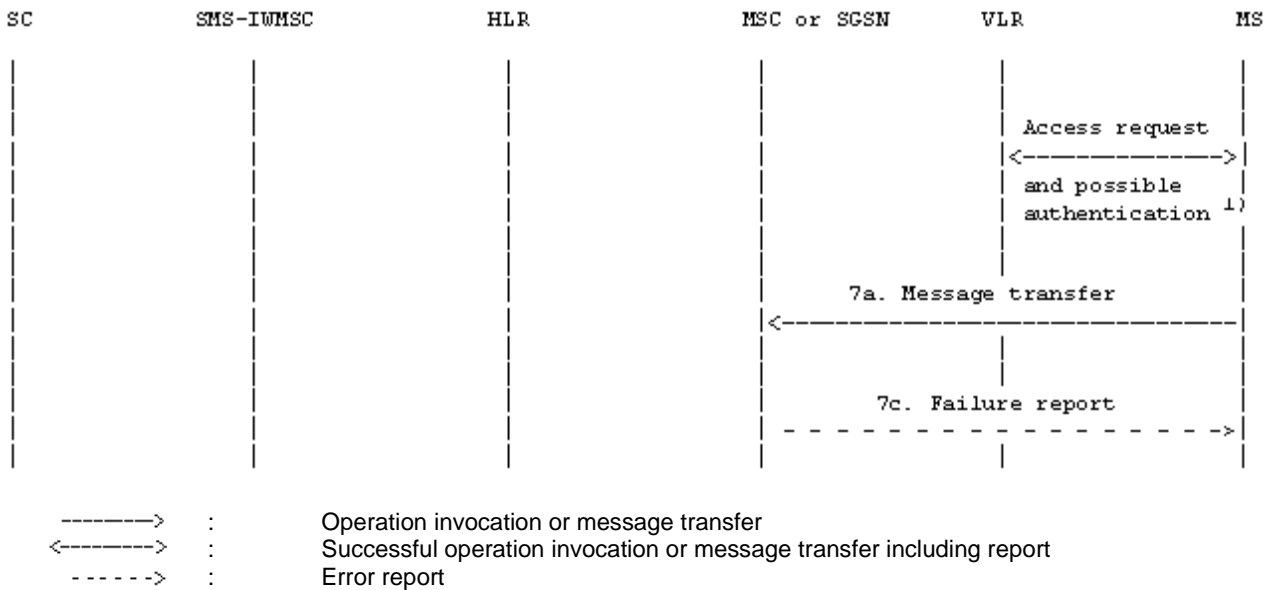 SC SMS-IWMSC HLR MSC or SGSN VLR MS
Access request
and possible
authentication 1)
7a. Message transfer
7c. Failure report
: Operation invocation or message transfer
: Successful operation invocation or message transfer including report
: Error report